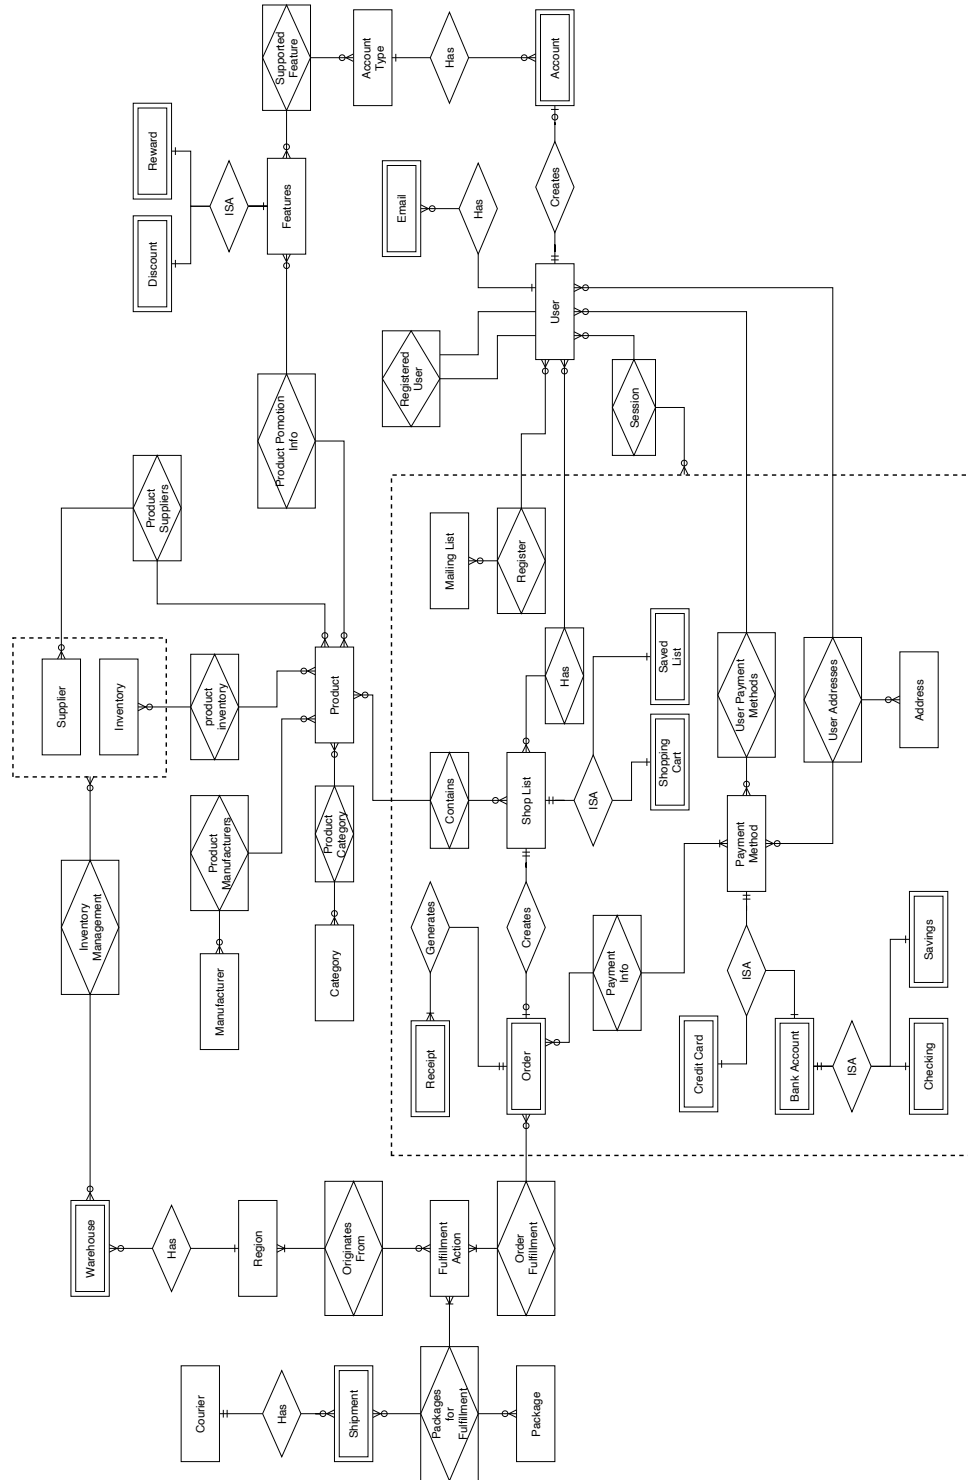 Supplier
Warehouse
Inventory
Management
Inventory
Product
Suppliers
Discount
Reward
Has
Courier
Manufacturer
Product
Manufacturers
product
inventory
ISA
Region
Has
Product Pomotion
Info
Features
Supported
Feature
Category
Product
Category
Product
Shipment
Originates
From
Account
Type
Registered
User
Email
Receipt
Generates
Packages
for
Fulfillment
Fulfillment
Action
Contains
Mailing List
Has
Has
Package
Order
Fulfillment
Order
Creates
Shop List
Register
User
Creates
Account
Has
ISA
Payment
Info
Session
Shopping
Cart
Saved
List
Credit Card
ISA
Payment
Method
User Payment
Methods
Bank Account
User Addresses
ISA
Checking
Savings
Address